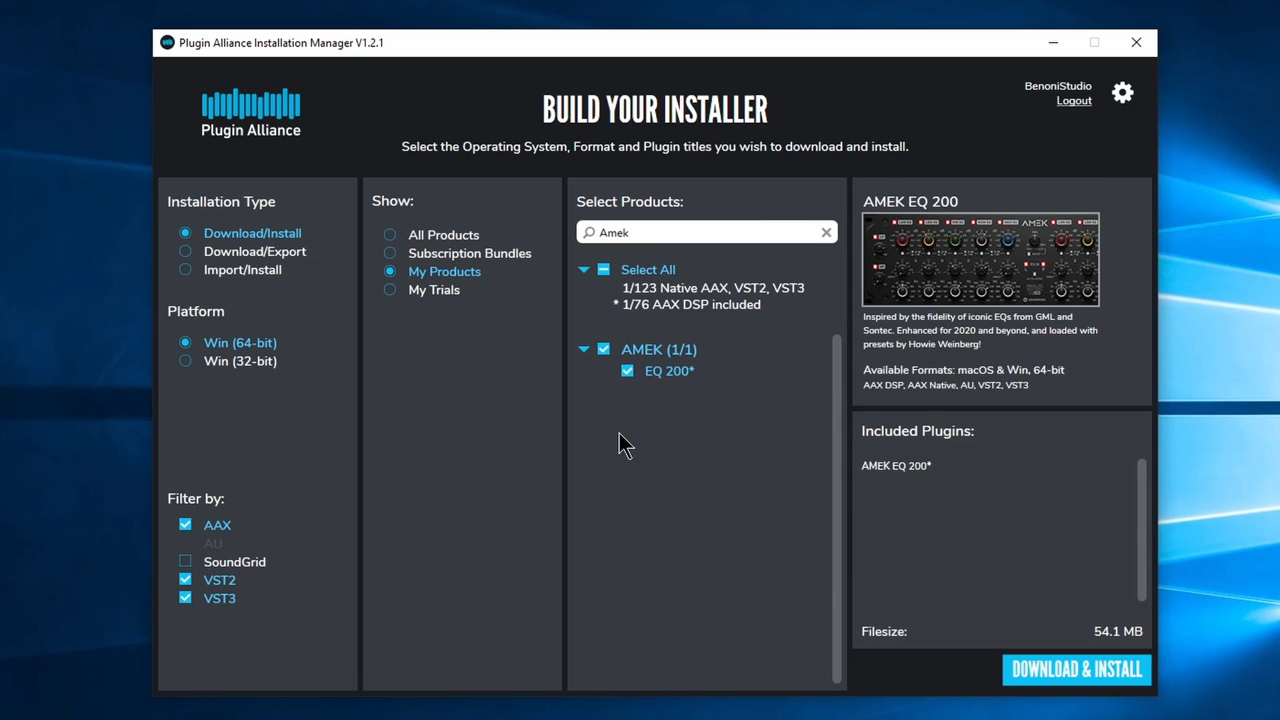 Plugin Alliance Installation Manager V1.2.1
Plugin Alliance
BUILD YOUR INSTALLER
Select the Operating System, Format and Plugin titles you wish to download and install.
BenoniStudio
Logout
Installation Type
Download/Install
Download/Export
Import/Install
Platform
Win (64-bit)
Win (32-bit)
Filter by:
AAX
AU
SoundGrid
VST2
VST3
Show:
All Products
Subscription Bundles
My Products
My Trials
Select Products:
Amek
Select All
1/123 Native AAX, VST2, VST3
* 1/76 AAX DSP included
AMEK (1/1)
EQ 200*
AMEK EQ 200
AMEK
Inspired by the fidelity of iconic EQs from GML and
Sontec. Enhanced for 2020 and beyond, and loaded with
presets by Howie Weinberg!
Available Formats: macOS & Win, 64-bit
AAX DSP, AAX Native, AU, VST2, VST3
Included Plugins:
AMEK EQ 200*
Filesize: 54.1 MB
DOWNLOAD & INSTALL